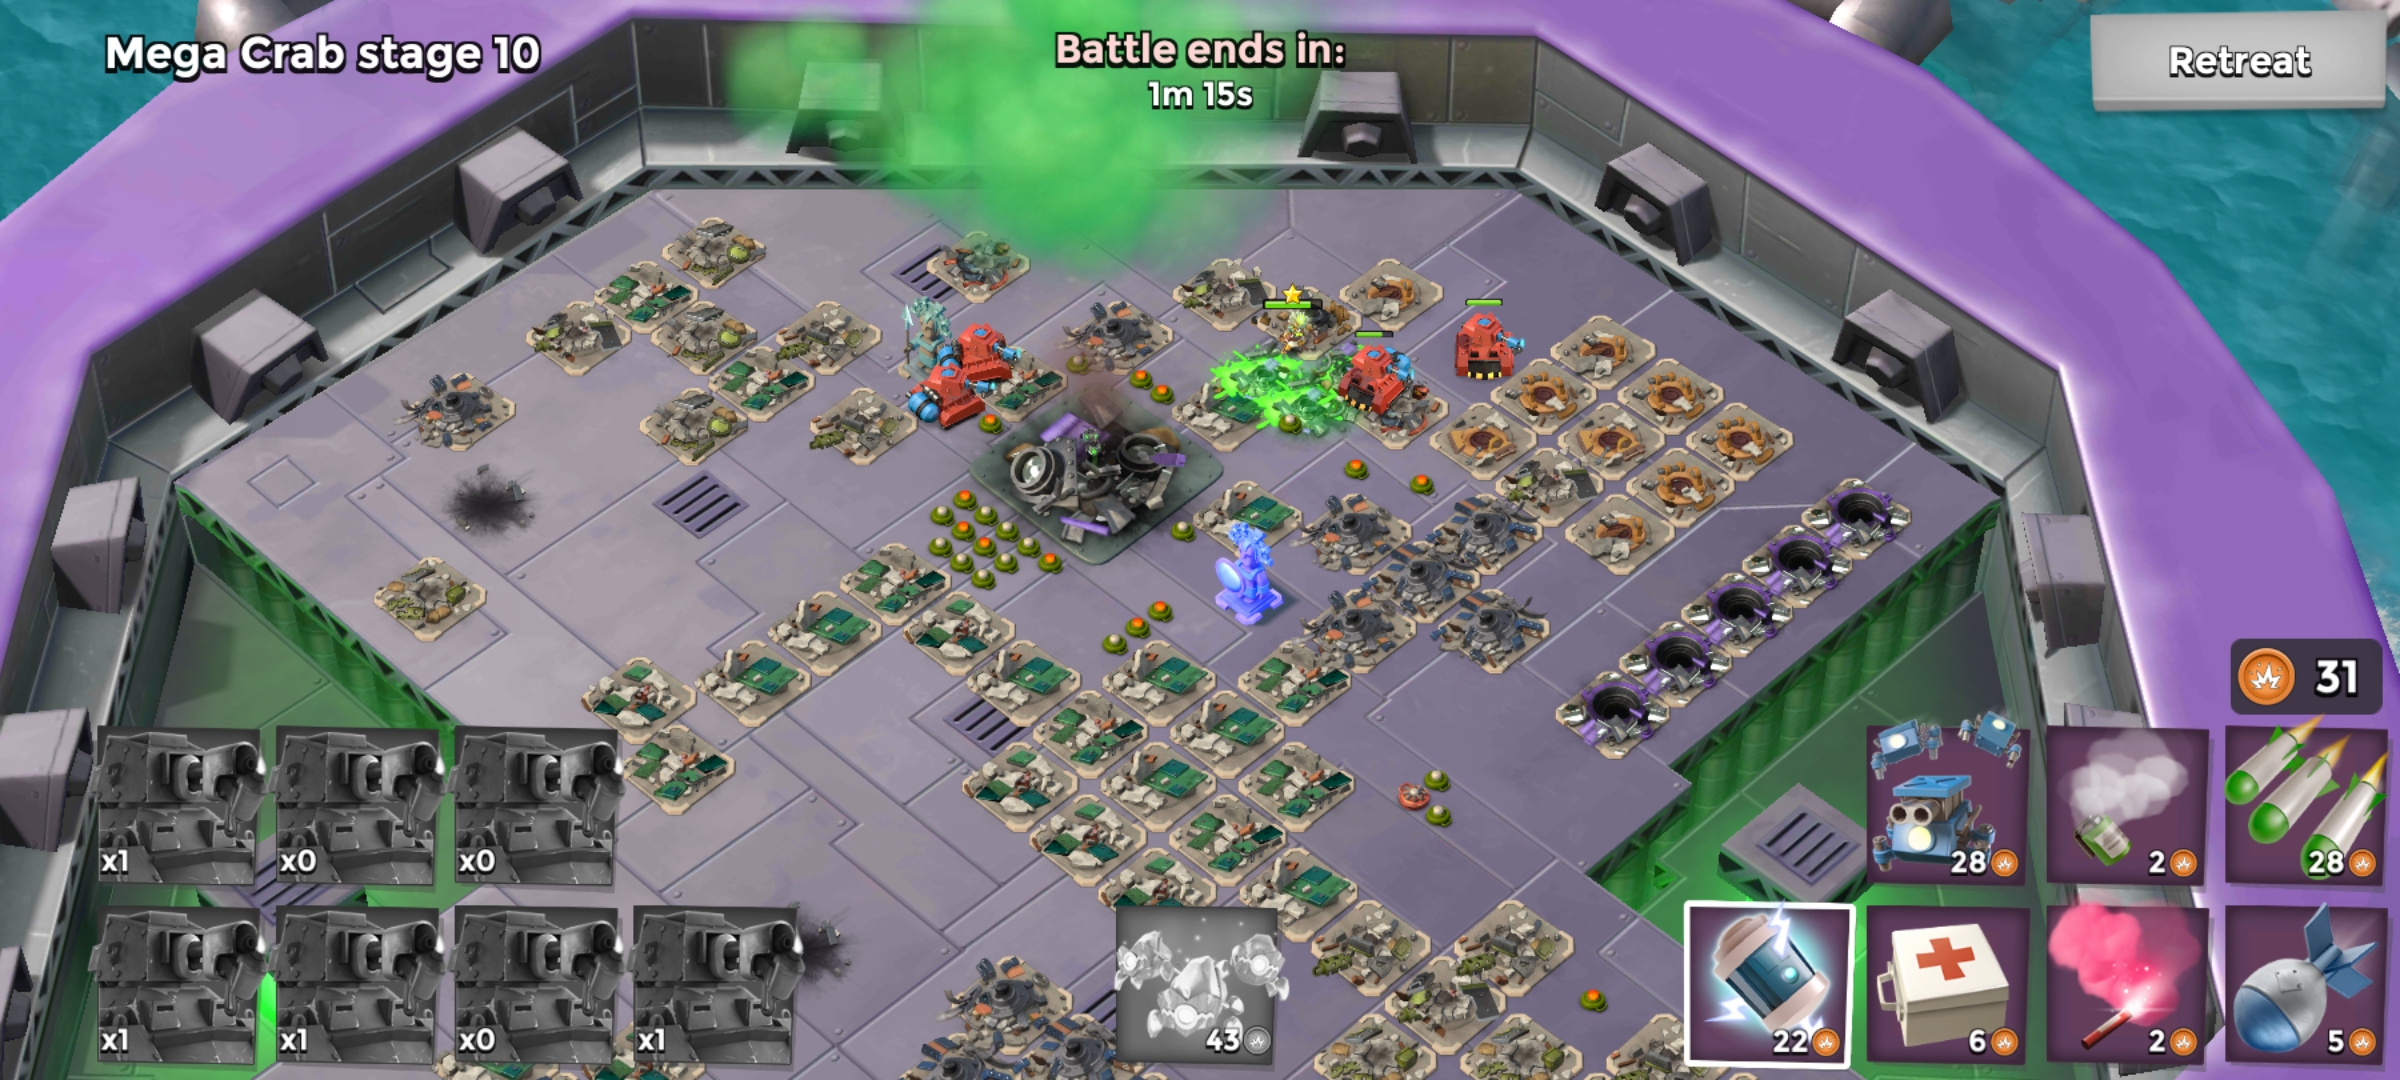 Mega Crab stage 10
Battle ends in:
1m 15s
Retreat
31
x1
x0
x0
28
2
28
x1
x1
x0
x1
43
22
6
2
5